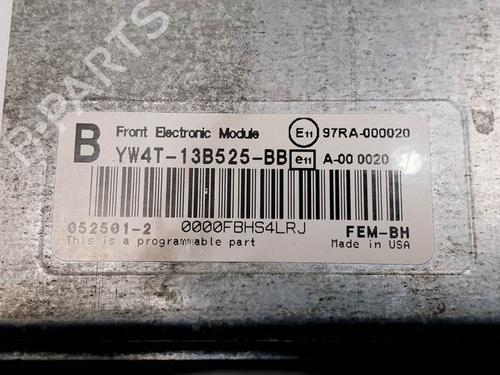 B-PARTS
B Front Electronic Module E11 97RA-000020
YW4T-13B525-BB e11 A-00 0020
052501-2 0000FBHS4LRJ FEM-BH
This is a programmable part Made in USA